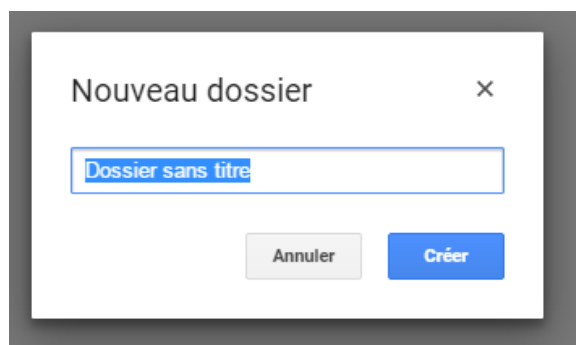 Nouveau dossier
Dossier sans titre
Annuler
Créer